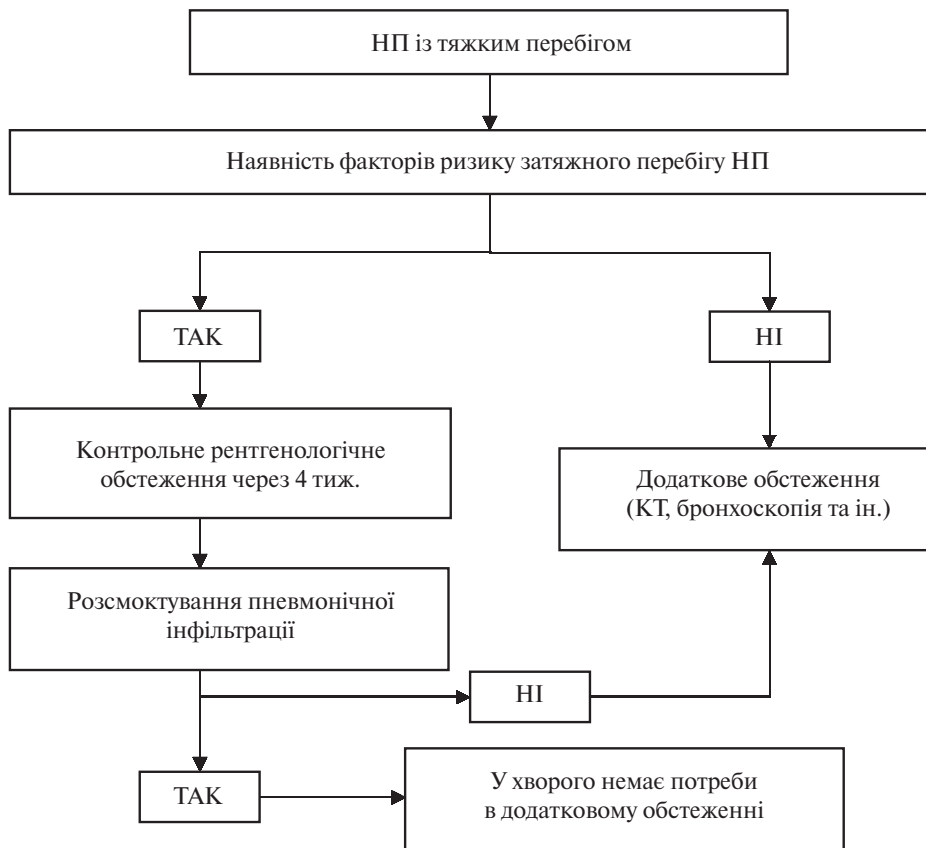 НП із тяжким перебігом
Наявність факторів ризику затяжного перебігу НП
ТАК
НІ
Контрольне рентгенологічне
обстеження через 4 тиж.
Додаткове обстеження
(КТ, бронхоскопія та ін.)
Розсмоктування пневмонічної
інфільтрації
НІ
ТАК
У хворого немає потреби
в додатковому обстеженні